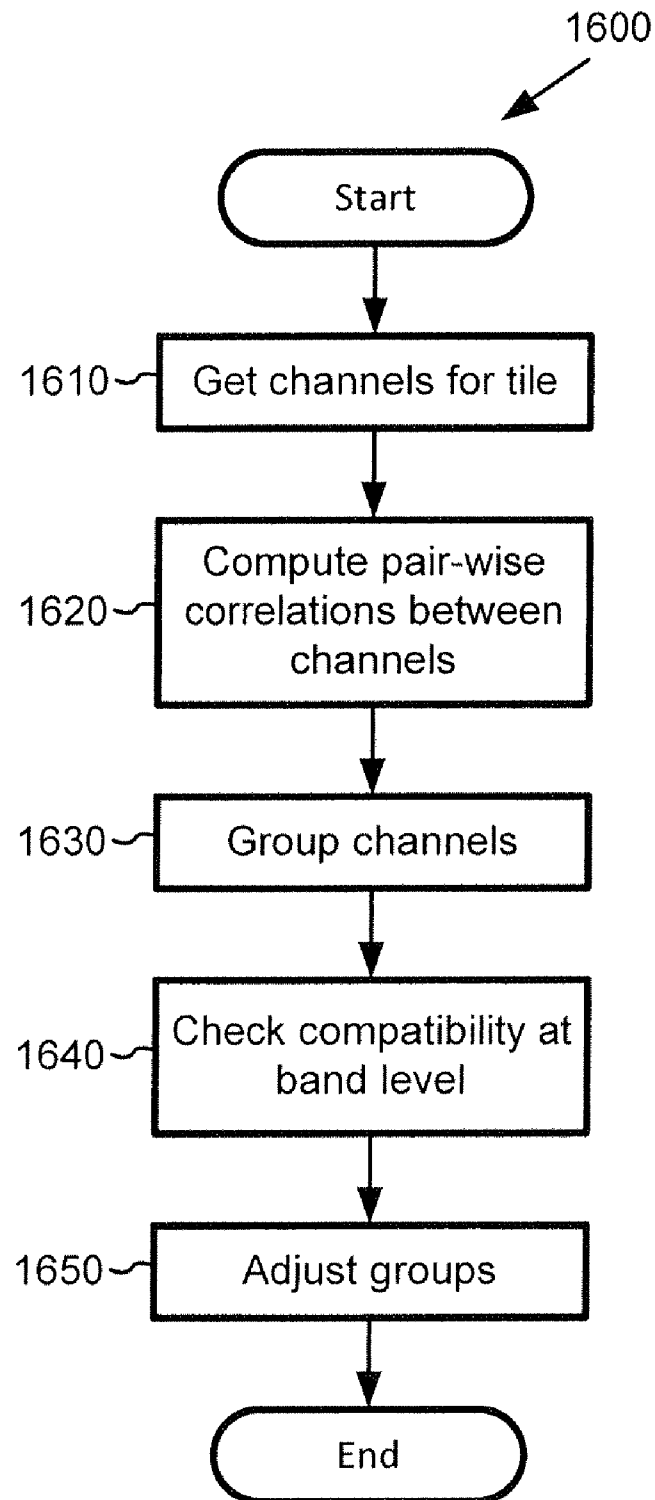 1600
Start
1610
Get channels for tile
1620
Compute pair-wise
correlations between
channels
1630
Group channels
1640
Check compatibility at
band level
1650
Adjust groups
End